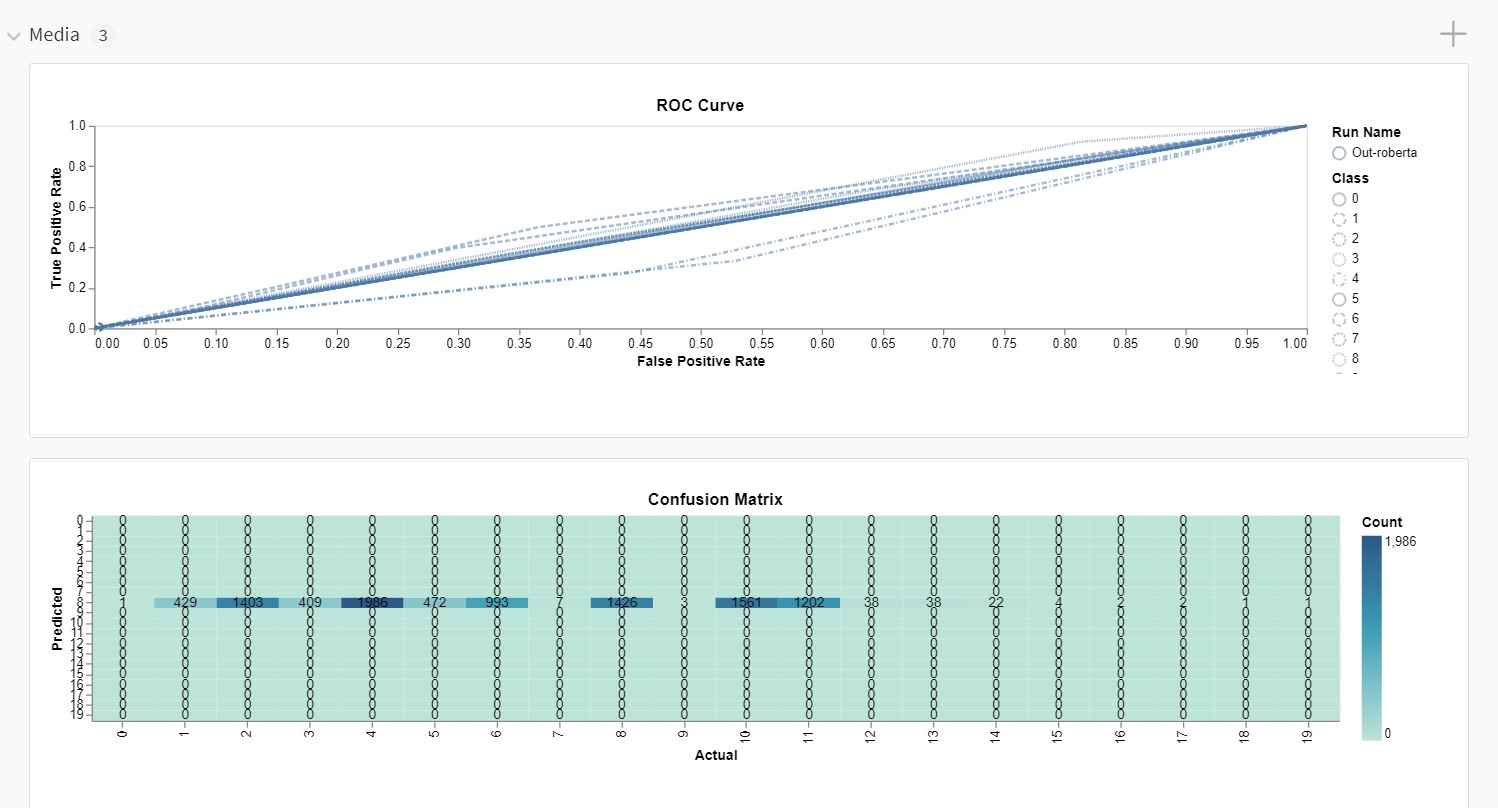 Media 3
ROC Curve
1.0
0.8
0.6
0.4
0.2
0.0
True Positive Rate
0.00 0.05 0.10 0.15 0.20 0.25 0.30 0.35 0.40 0.45 0.50 0.55 0.60 0.65 0.70 0.75 0.80 0.85 0.90 0.95 1.00
False Positive Rate
Run Name
Out-roberta
Class
0
1
2
3
4
5
6
7
8
Confusion Matrix
Predicted
0 0 0 0 0 0 0 0 0 0 0 0 0 0 0 0 0 0 0 0 0
1 0 0 0 0 0 0 0 0 0 0 0 0 0 0 0 0 0 0 0 0
2 0 0 0 0 0 0 0 0 0 0 0 0 0 0 0 0 0 0 0 0
3 0 0 0 0 0 0 0 0 0 0 0 0 0 0 0 0 0 0 0 0
4 0 0 0 0 0 0 0 0 0 0 0 0 0 0 0 0 0 0 0 0
5 0 0 0 0 0 0 0 0 0 0 0 0 0 0 0 0 0 0 0 0
6 0 0 0 0 0 0 0 0 0 0 0 0 0 0 0 0 0 0 0 0
7 0 0 0 0 0 0 0 0 0 0 0 0 0 0 0 0 0 0 0 0
8 1 429 1403 409 1986 472 993 7 1426 3 1561 1202 38 38 22 4 2 2 1 1
0 0 0 0 0 0 0 0 0 0 0 0 0 0 0 0 0 0 0 0
10 0 0 0 0 0 0 0 0 0 0 0 0 0 0 0 0 0 0 0 0
11 0 0 0 0 0 0 0 0 0 0 0 0 0 0 0 0 0 0 0 0
12 0 0 0 0 0 0 0 0 0 0 0 0 0 0 0 0 0 0 0 0
13 0 0 0 0 0 0 0 0 0 0 0 0 0 0 0 0 0 0 0 0
14 0 0 0 0 0 0 0 0 0 0 0 0 0 0 0 0 0 0 0 0
15 0 0 0 0 0 0 0 0 0 0 0 0 0 0 0 0 0 0 0 0
16 0 0 0 0 0 0 0 0 0 0 0 0 0 0 0 0 0 0 0 0
17 0 0 0 0 0 0 0 0 0 0 0 0 0 0 0 0 0 0 0 0
18 0 0 0 0 0 0 0 0 0 0 0 0 0 0 0 0 0 0 0 0
19 0 0 0 0 0 0 0 0 0 0 0 0 0 0 0 0 0 0 0 0
0 1 2 3 4 5 6 7 8 9 10 11 12 13 14 15 16 17 18 19
Actual
Count
1,986
0